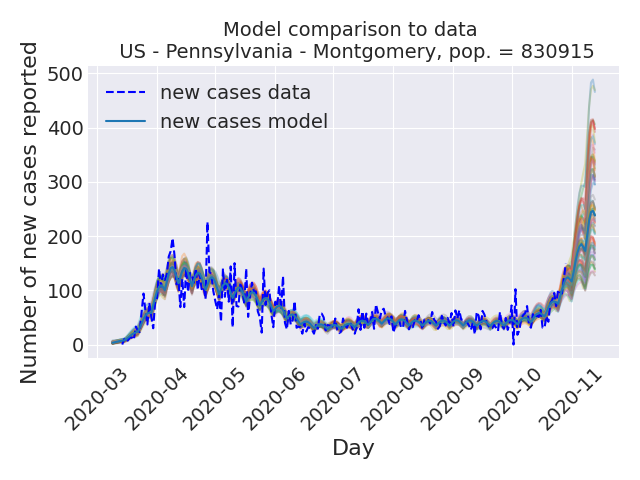 Model comparison to data
US - Pennsylvania - Montgomery, pop. = 830915
Number of new cases reported
500
400
300
200
100
0
new cases data
new cases model
2020-03
2020-04
2020-05
2020-06
2020-07
2020-08
2020-09
2020-10
2020-11
Day